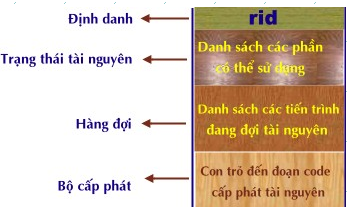 Định danh
rid
Trạng thái tài nguyên
Danh sách các phần
có thể sử dụng
Hàng đợi
Danh sách các tiến trình
đang đợi tài nguyên
Bộ cấp phát
Con trỏ đến đoạn code
cấp phát tài nguyên